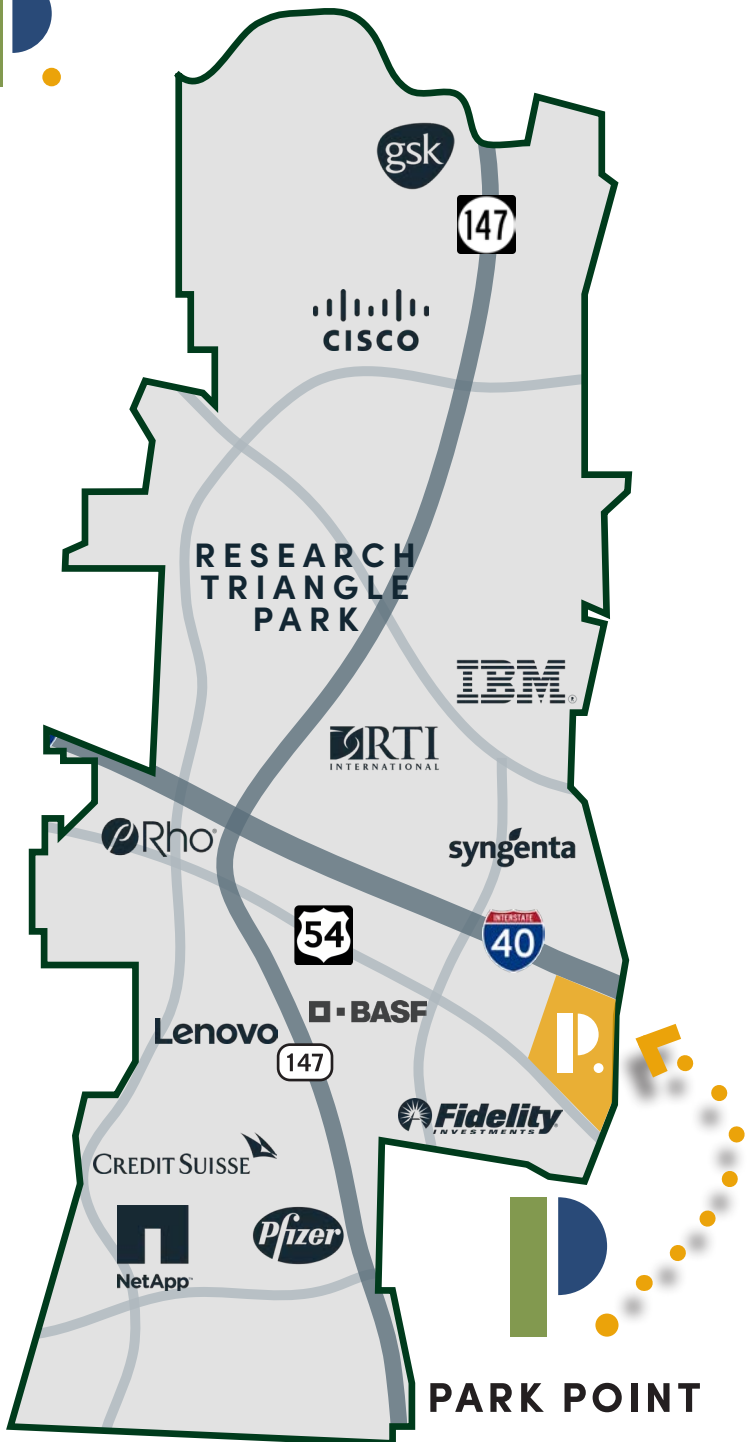 gsk
147
CISCO
RESEARCH
TRIANGLE
PARK
IBM®
RTI
INTERNATIONAL
Rho®
syngenta
54
INTERSTATE
40
BASF
Lenovo
147
P.
Fidelity
INVESTMENTS
CREDIT SUISSE
Pfizer
NetApp™
PARK POINT